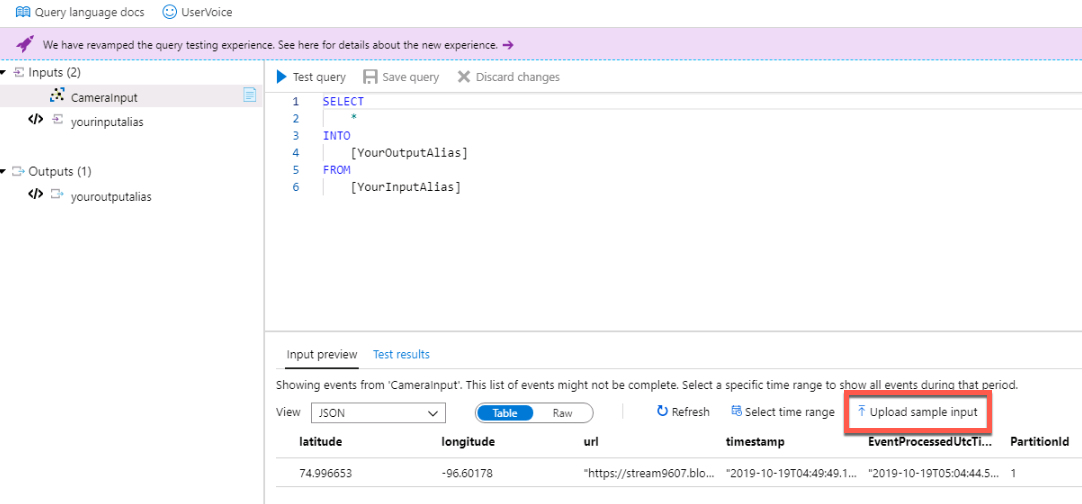 Query language docs UserVoice
We have revamped the query testing experience. See here for details about the new experience. →
Inputs (2)
CameraInput
</> yourinputalias
Outputs (1)
</> youroutputalias
Test query Save query Discard changes
1 SELECT
2 *
3 INTO
4 [YourOutputAlias]
5 FROM
6 [YourInputAlias]
Input preview Test results
Showing events from 'CameraInput'. This list of events might not be complete. Select a specific time range to show all events during that period.
View JSON Table Raw Refresh Select time range Upload sample input
latitude longitude url timestamp EventProcessedUtcTi... PartitionId
74.996653 -96.60178 "https://stream9607.blo... "2019-10-19T04:49:49.1... "2019-10-19T05:04:44.5... 1